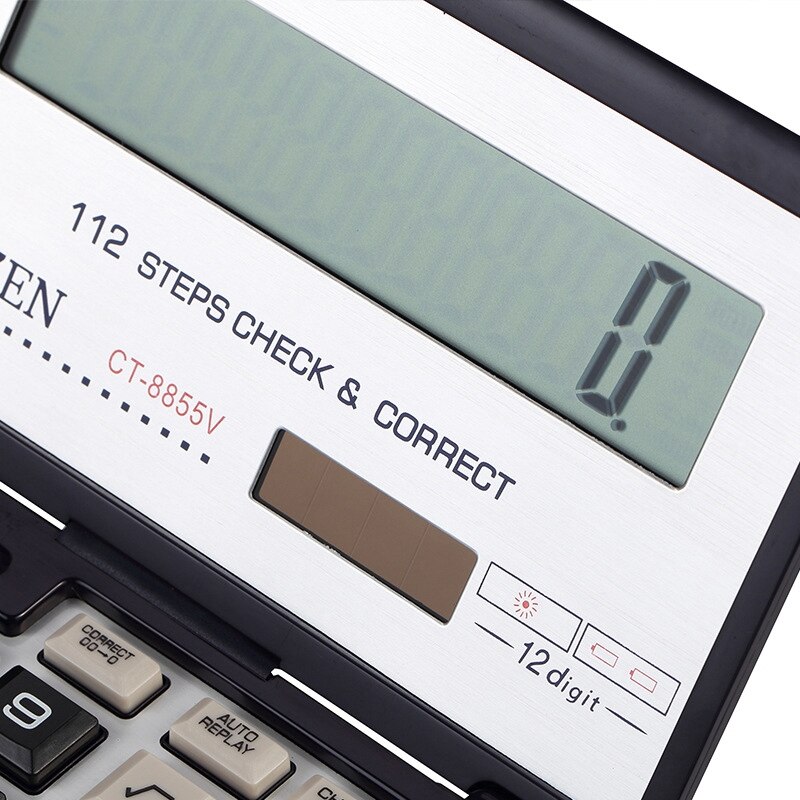 0.
112 STEPS CHECK & CORRECT
ZEN
CT-8855V
12digit
CORRECT
00→0
9
AUTO
REPLAY
√